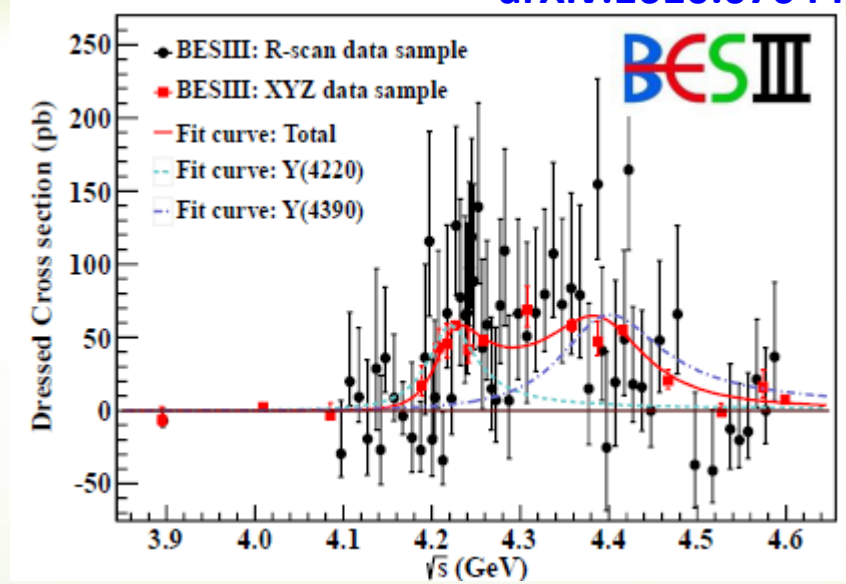 BESIII: R-scan data sample
BESIII: XYZ data sample
Fit curve: Total
Fit curve: Y(4220)
Fit curve: Y(4390)
BESIII
Dressed Cross section (pb)
250
200
150
100
50
0
-50
3.9 4.0 4.1 4.2 4.3 4.4 4.5 4.6
√s (GeV)